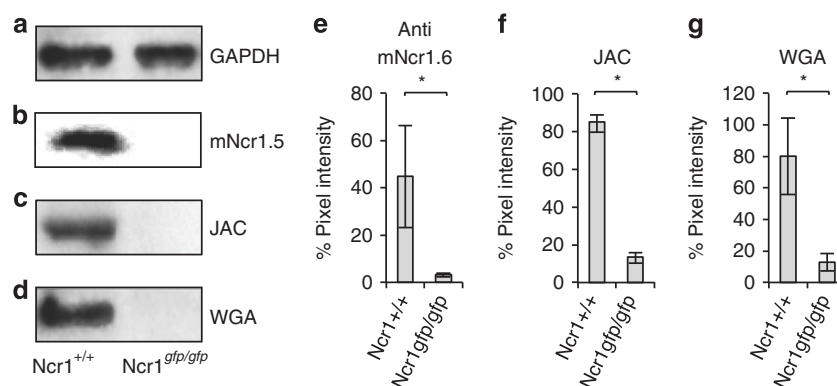 a
GAPDH
b
mNcr1.5
c
JAC
d
WGA
Ncr1+/+ Ncr1gfp/gfp
e
Anti
mNcr1.6
*
80
60
40
20
0
% Pixel intensity
Ncr1+/+
Ncr1gfp/gfp
f
JAC
*
100
80
60
40
20
0
% Pixel intensity
Ncr1+/+
Ncr1gfp/gfp
g
WGA
*
120
100
80
60
40
20
0
% Pixel intensity
Ncr1+/+
Ncr1gfp/gfp